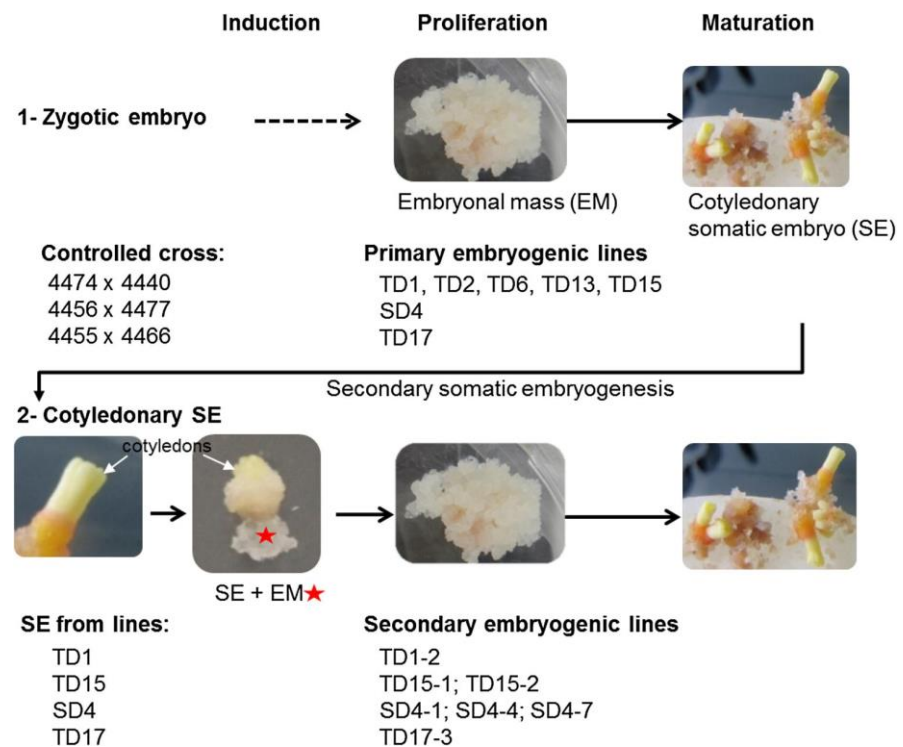 Induction Proliferation Maturation
1- Zygotic embryo
Embryonal mass (EM)
Cotyledonary
somatic embryo (SE)
Controlled cross:
4474 x 4440
4456 x 4477
4455 x 4466
Primary embryogenic lines
TD1, TD2, TD6, TD13, TD15
SD4
TD17
Secondary somatic embryogenesis
2- Cotyledonary SE
cotyledons
SE + EM★
SE from lines:
TD1
TD15
SD4
TD17
Secondary embryogenic lines
TD1-2
TD15-1; TD15-2
SD4-1; SD4-4; SD4-7
TD17-3